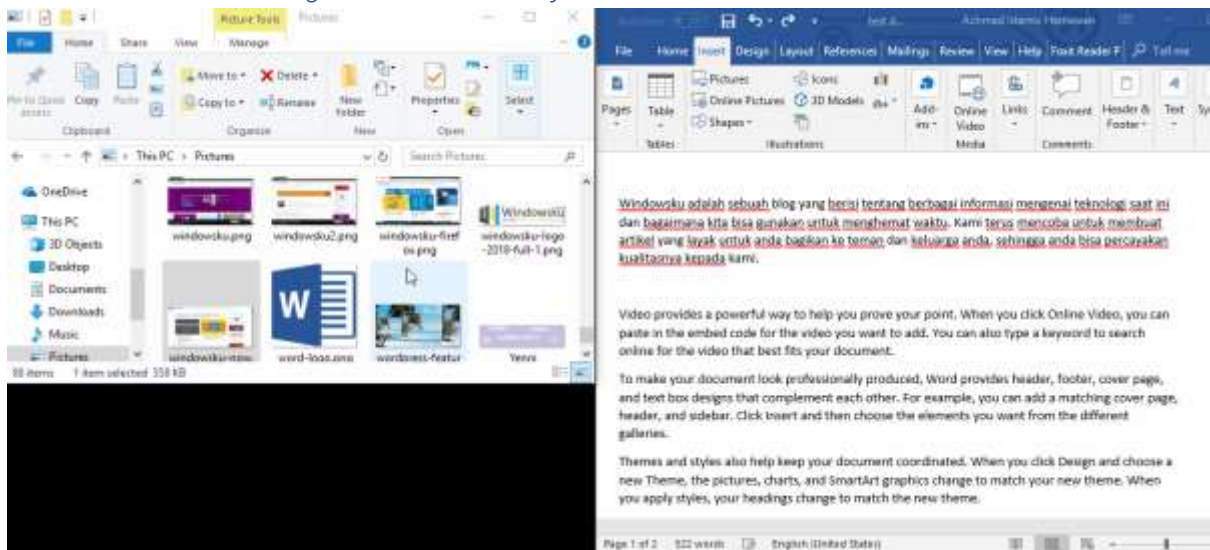 Picture Tools Pictures
File Home Share View Manage
Copy Paste
Move to Delete
Copy to Rename
New folder
Properties
Select
Clipboard Organize New Open
This PC › Pictures
Search Pictures
OneDrive
This PC
3D Objects
Desktop
Documents
Downloads
Music
Pictures
windowsku.png
windowsku2.png
windowsku-firef
ox.png
Windowsku
windowsku-logo
-2018-full-1.png
word-logo.png
wordpress-featur
88 items 1 item selected 358 KB
File Home Insert Design Layout References Mailings Review View Help Foxit Reader P Tell me
Pages
Table
Pictures
Online Pictures
Shapes
Icons
3D Models
Add-
ins
Online
Video
Links
Comment
Header &
Footer
Text
Tables Illustrations Media Comments
Windowsku adalah sebuah blog yang berisi tentang berbagai informasi mengenai teknologi saat ini
dan bagaimana kita bisa gunakan untuk menghemat waktu. Kami terus mencoba untuk membuat
artikel yang layak untuk anda bagikan ke teman dan keluarga anda, sehingga anda bisa percayakan
kualitasnya kepada kami.
Video provides a powerful way to help you prove your point. When you click Online Video, you can
paste in the embed code for the video you want to add. You can also type a keyword to search
online for the video that best fits your document.
To make your document look professionally produced, Word provides header, footer, cover page,
and text box designs that complement each other. For example, you can add a matching cover page,
header, and sidebar. Click Insert and then choose the elements you want from the different
galleries.
Themes and styles also help keep your document coordinated. When you click Design and choose a
new Theme, the pictures, charts, and SmartArt graphics change to match your new theme. When
you apply styles, your headings change to match the new theme.
Page 1 of 2 522 words English (United States)